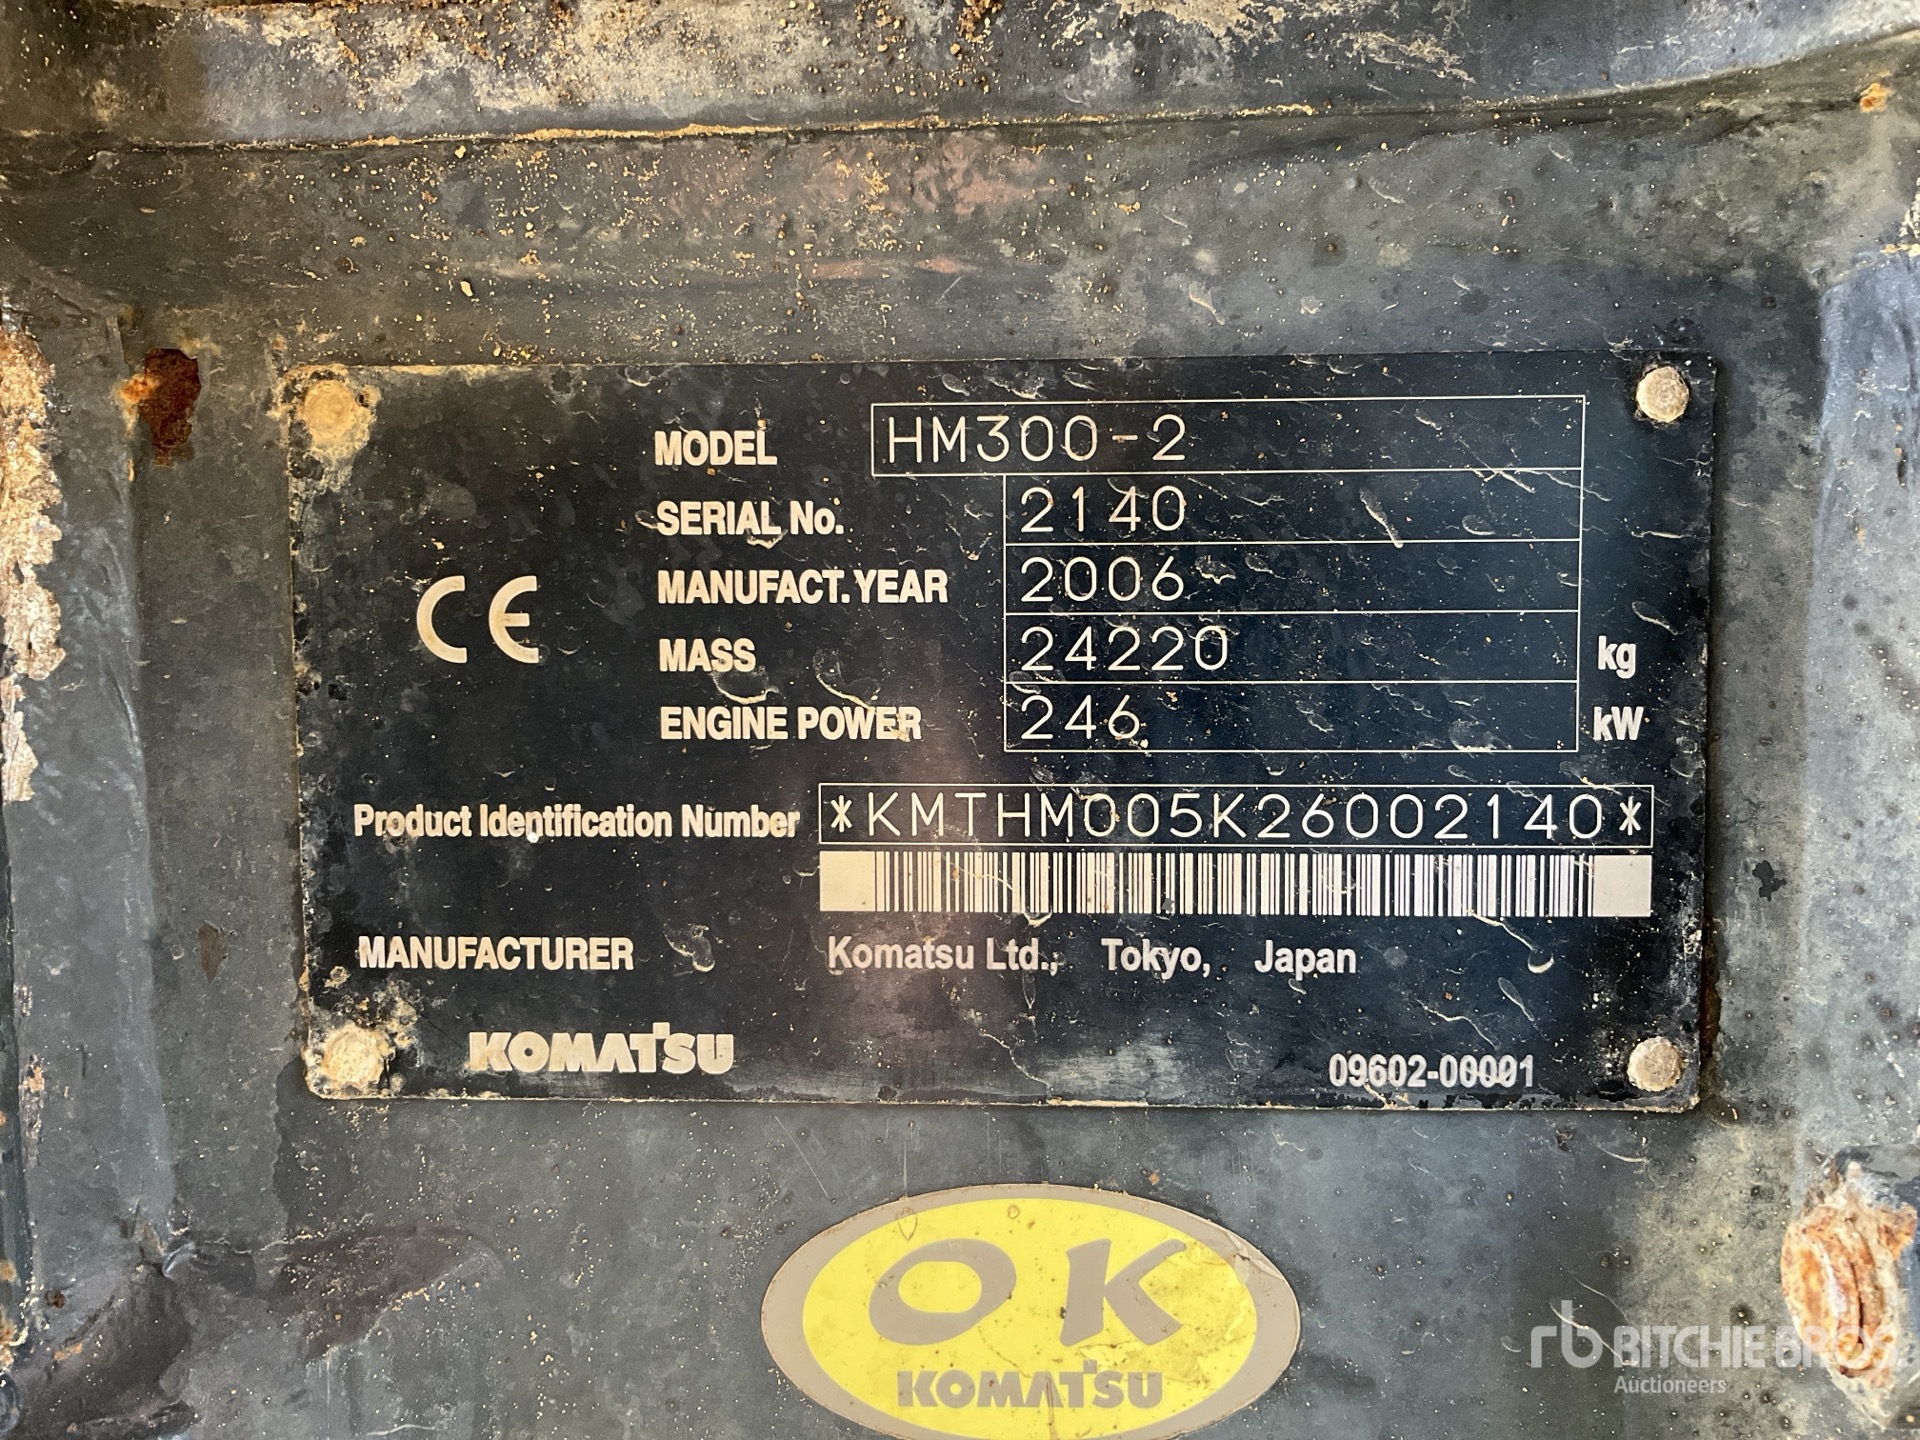 MODEL HM300-2
SERIAL No. 2140
MANUFACT. YEAR 2006
MASS 24220 kg
ENGINE POWER 246 kW
CE
Product Identification Number *KMTHM005K26002140*
MANUFACTURER Komatsu Ltd., Tokyo, Japan
KOMATSU 09602-00001
OK
KOMATSU
rb RITCHIE BROS.
Auctioneers